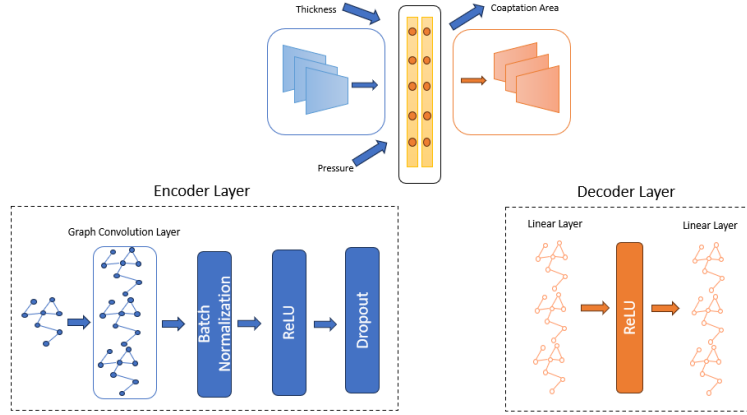 Thickness
Coaptation Area
Pressure
Encoder Layer
Decoder Layer
Graph Convolution Layer
Batch
Normalization
ReLU
Dropout
Linear Layer
ReLU
Linear Layer